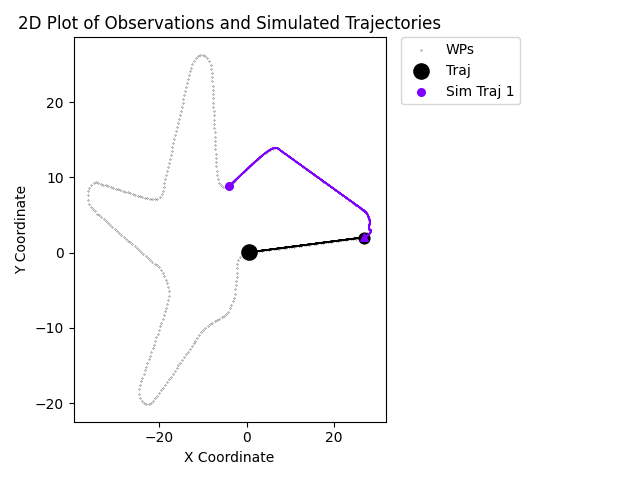 2D Plot of Observations and Simulated Trajectories
WPs
Traj
Sim Traj 1
Y Coordinate
20
10
0
−10
−20
−20
0
20
X Coordinate